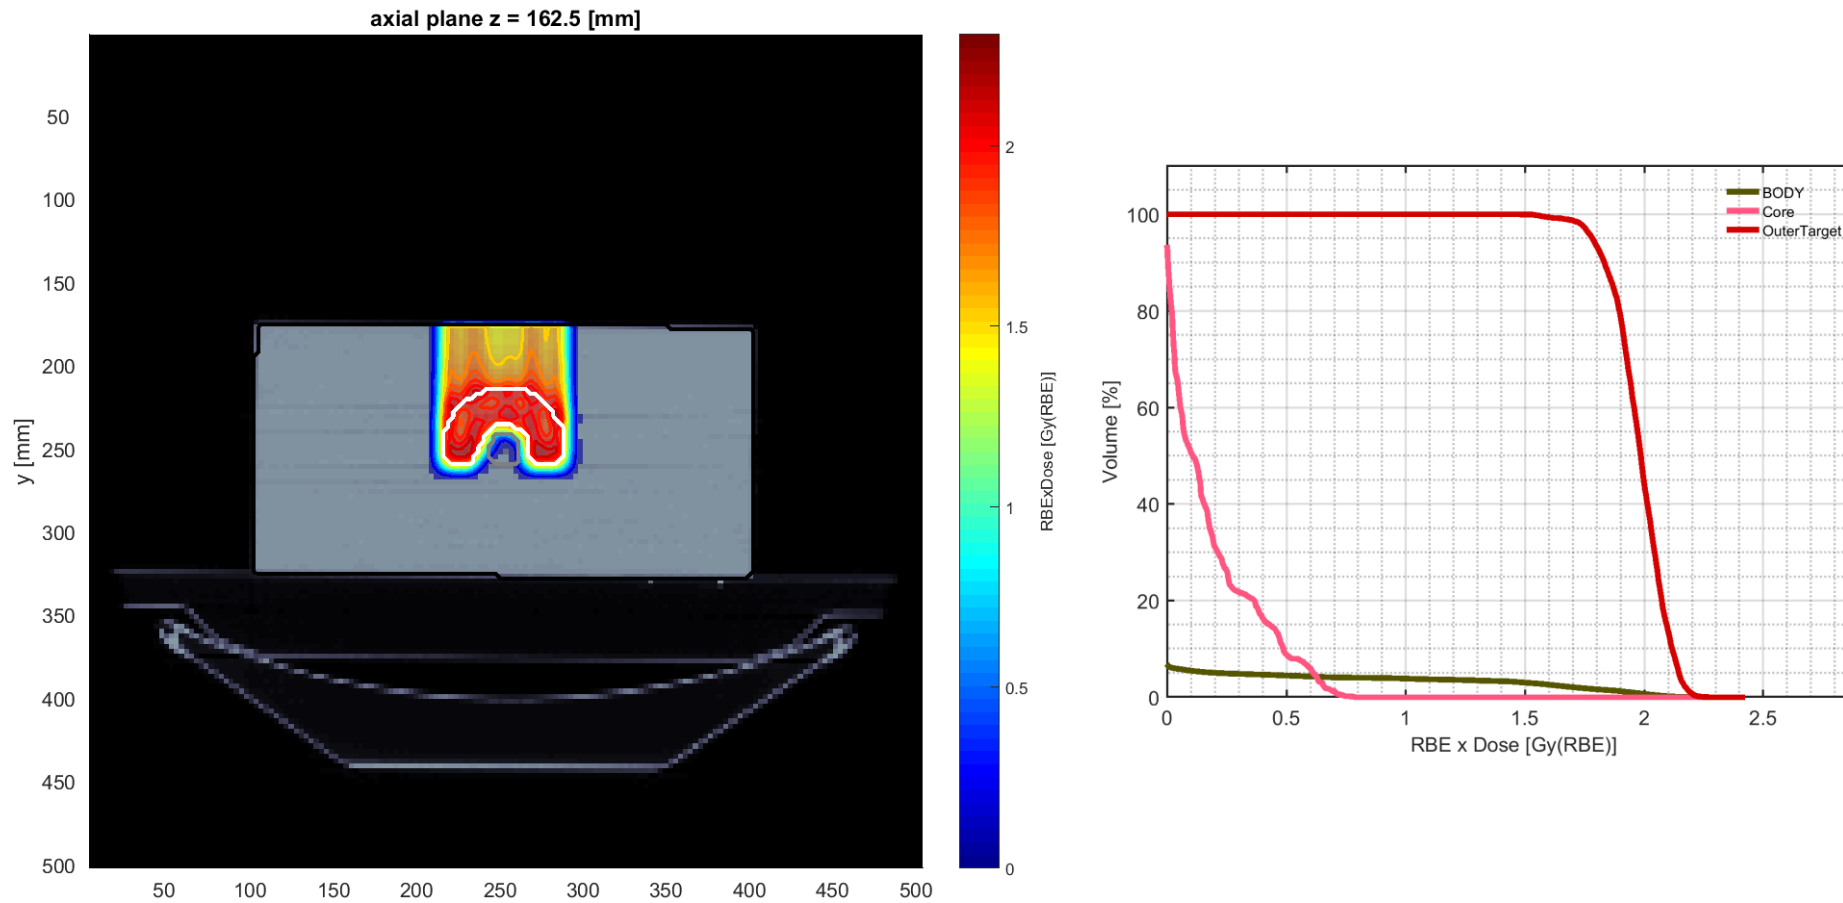 axial plane z = 162.5 [mm]
50
100
150
200
250
300
350
400
450
500
y [mm]
50 100 150 200 250 300 350 400 450 500
2
1.5
1
0.5
0
RBExDose [Gy(RBE)]
BODY
Core
OuterTarget
100
80
60
40
20
0
Volume [%]
0 0.5 1 1.5 2 2.5
RBE x Dose [Gy(RBE)]